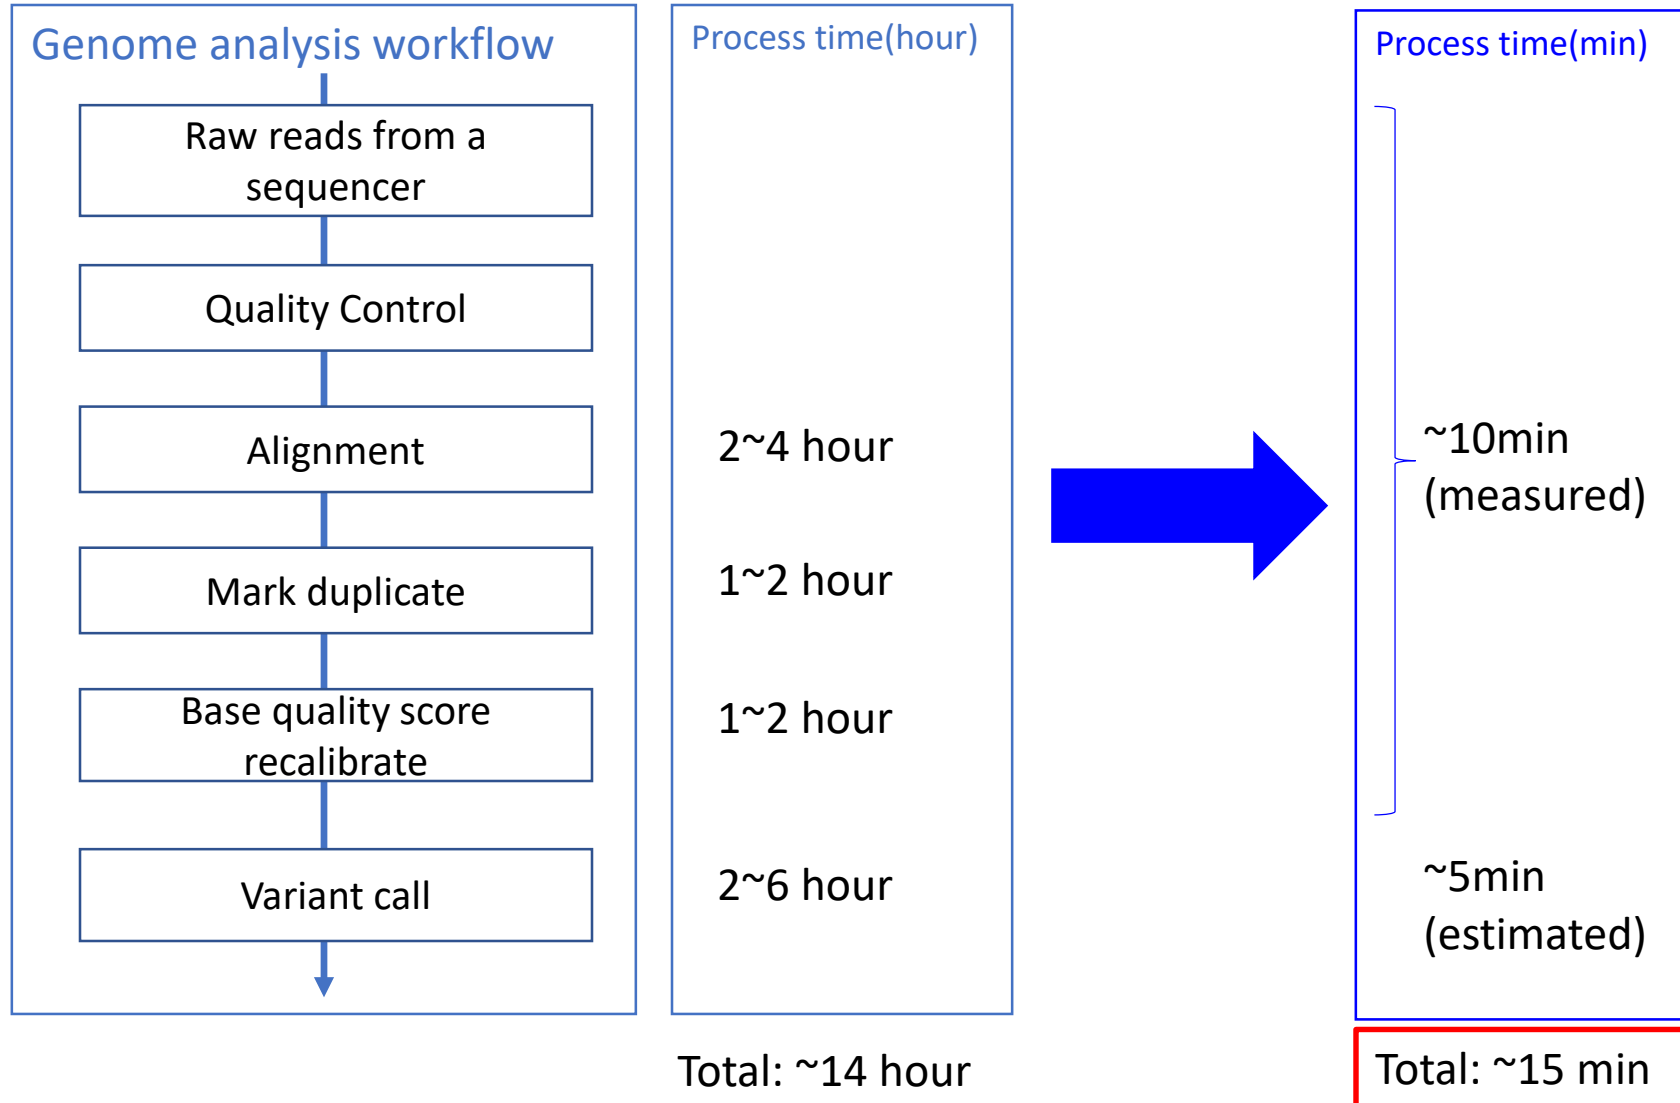 Genome analysis workflow
Raw reads from a
sequencer
Quality Control
Alignment
Mark duplicate
Base quality score
recalibrate
Variant call
Process time(hour)
2~4 hour
1~2 hour
1~2 hour
2~6 hour
Total: ~14 hour
Process time(min)
~10min
(measured)
~5min
(estimated)
Total: ~15 min